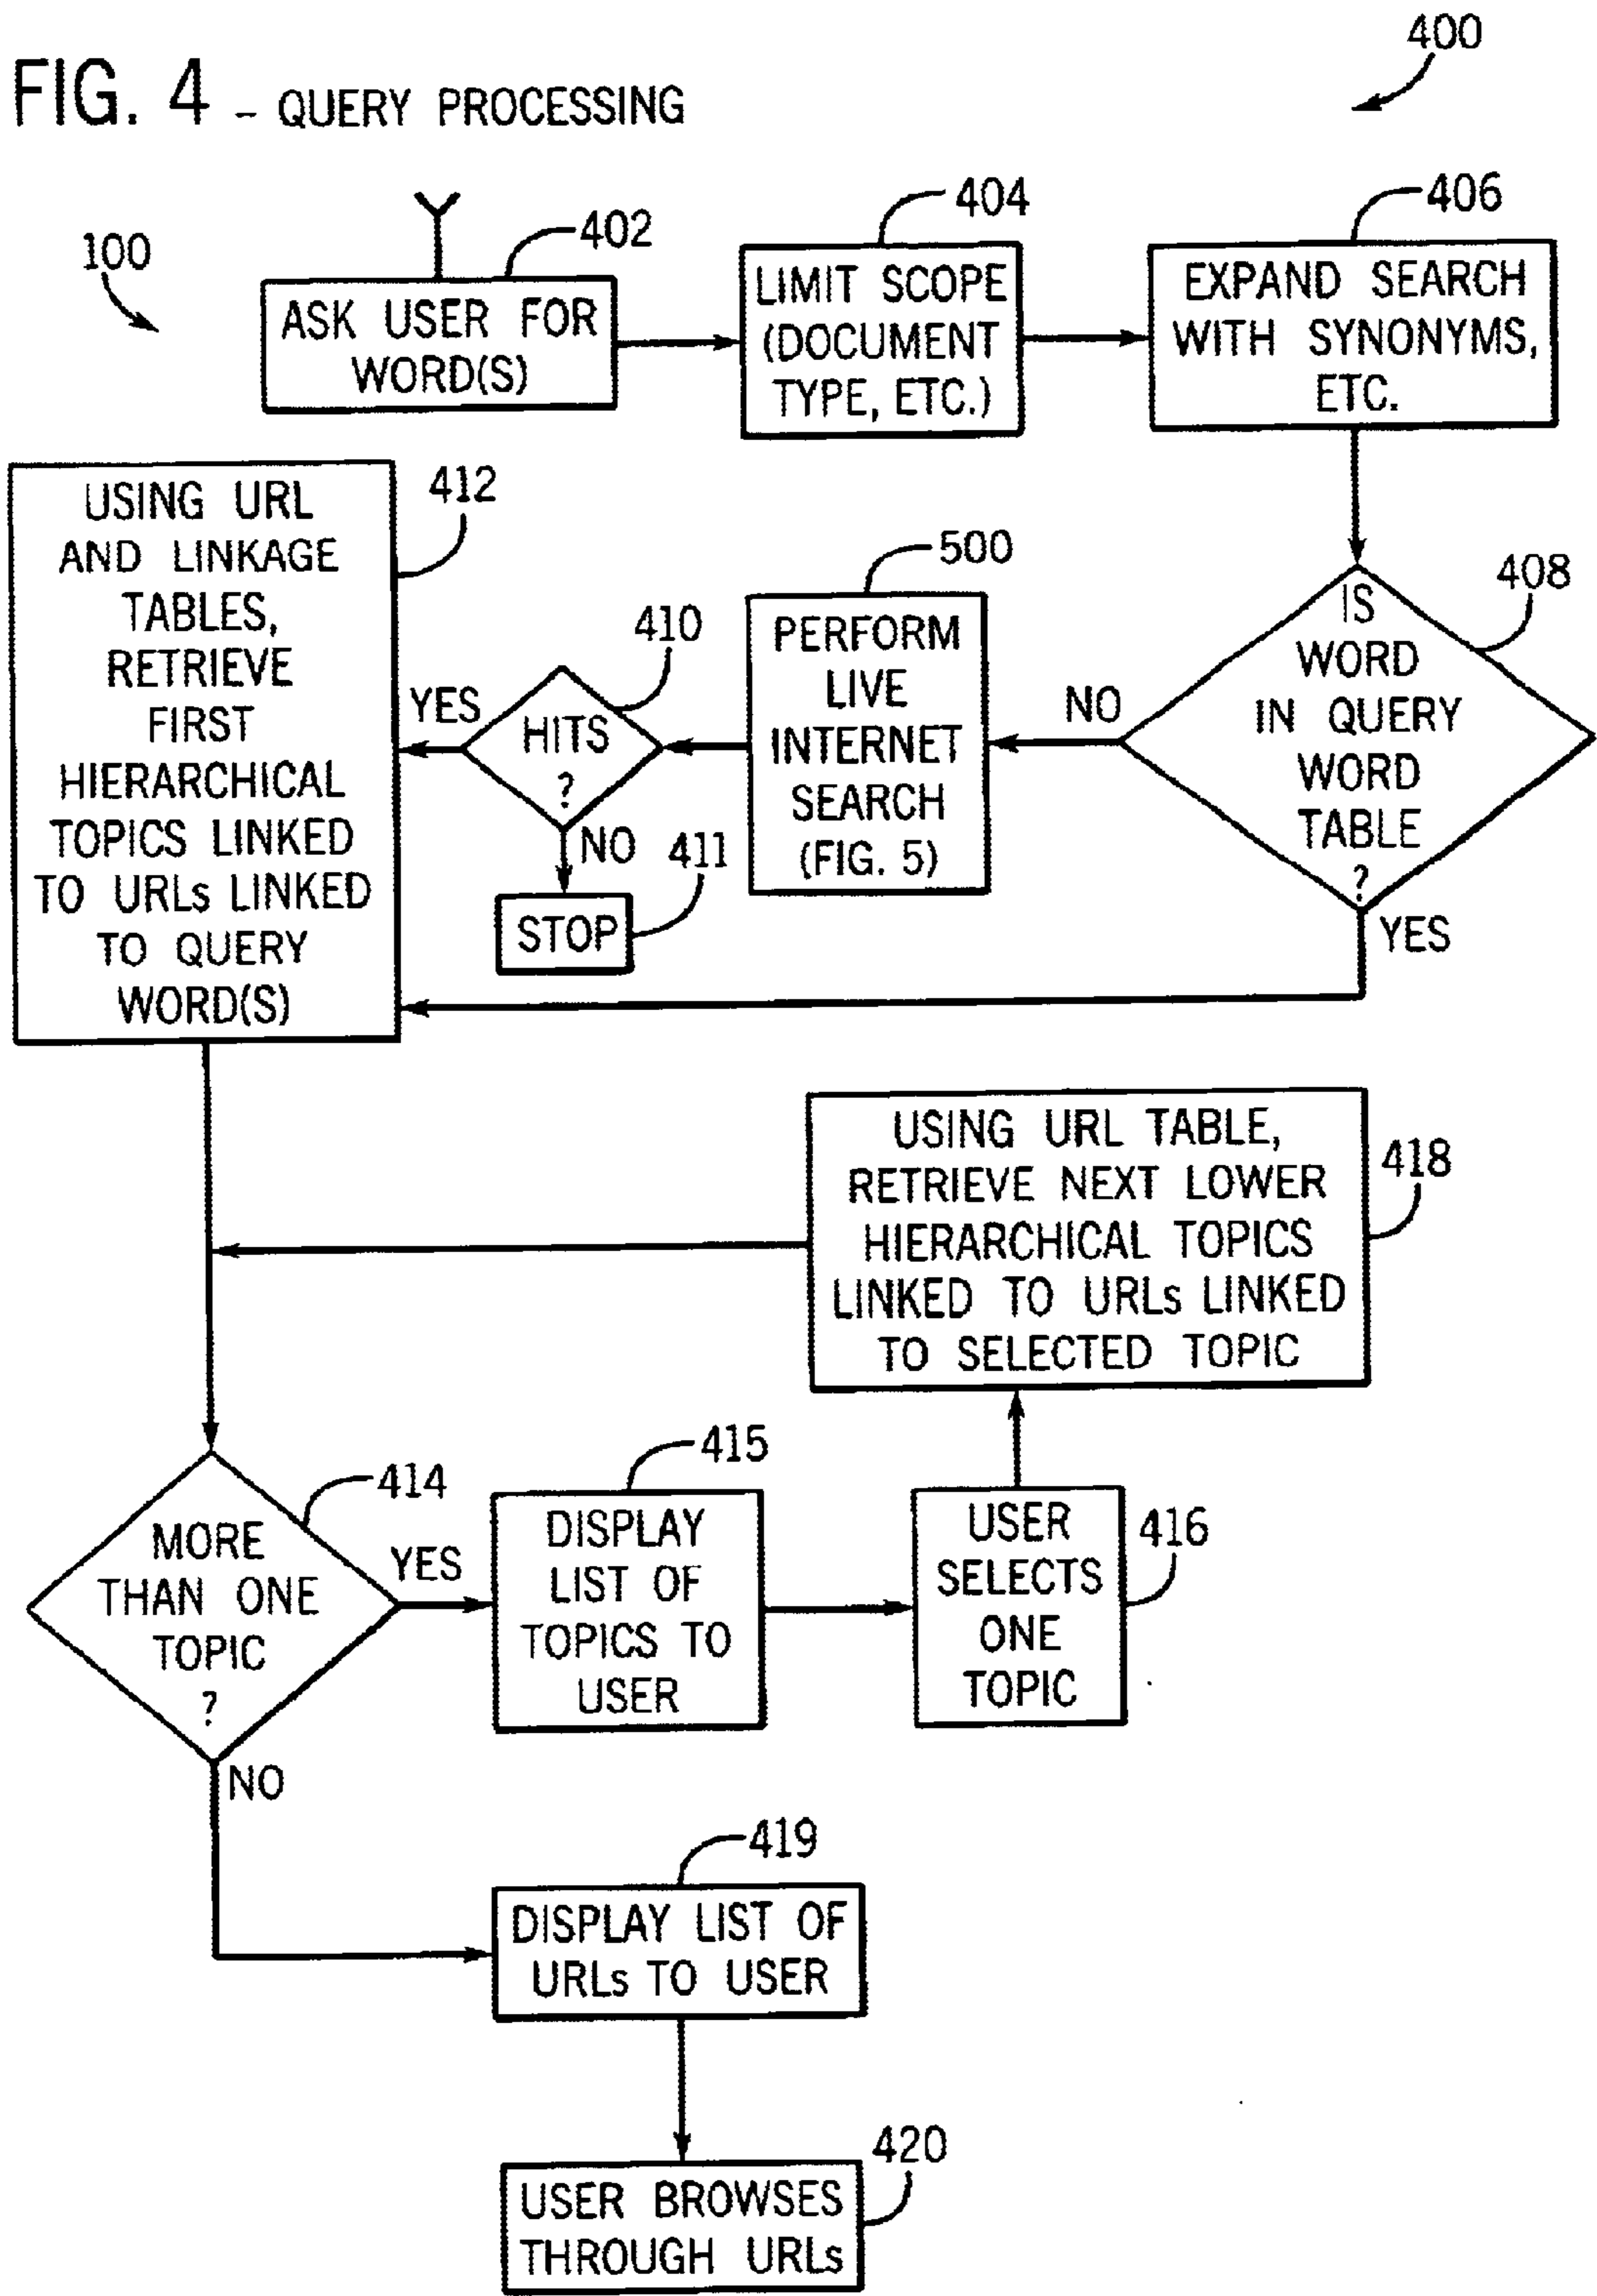 FIG. 4 - QUERY PROCESSING
400
100
402
ASK USER FOR
WORD(S)
404
LIMIT SCOPE
(DOCUMENT
TYPE, ETC.)
406
EXPAND SEARCH
WITH SYNONYMS,
ETC.
408
IS
WORD
IN QUERY
WORD
TABLE
?
NO
YES
500
PERFORM
LIVE
INTERNET
SEARCH
(FIG. 5)
410
HITS
?
YES
NO
411
STOP
412
USING URL
AND LINKAGE
TABLES,
RETRIEVE
FIRST
HIERARCHICAL
TOPICS LINKED
TO URLs LINKED
TO QUERY
WORD(S)
418
USING URL TABLE,
RETRIEVE NEXT LOWER
HIERARCHICAL TOPICS
LINKED TO URLs LINKED
TO SELECTED TOPIC
414
MORE
THAN ONE
TOPIC
?
YES
NO
415
DISPLAY
LIST OF
TOPICS TO
USER
416
USER
SELECTS
ONE
TOPIC
419
DISPLAY LIST OF
URLs TO USER
420
USER BROWSES
THROUGH URLs